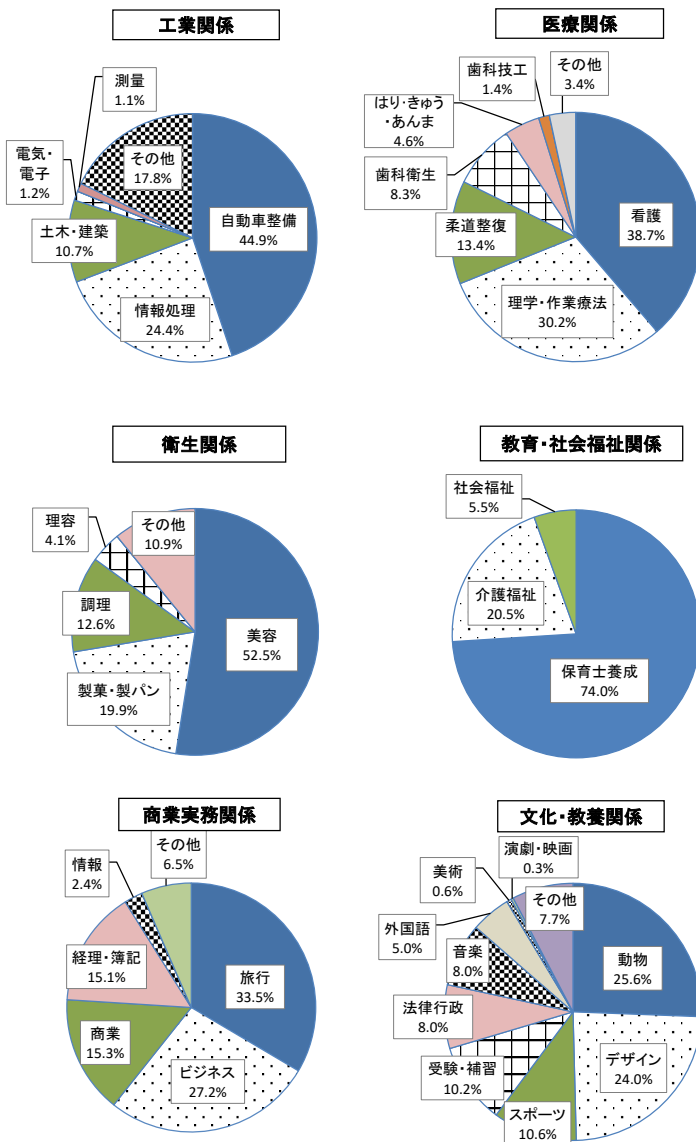 工業関係
測量
1.1%
電気・
電子
1.2%
土木・建築
10.7%
その他
17.8%
自動車整備
44.9%
情報処理
24.4%
医療関係
歯科技工
1.4%
その他
3.4%
はり・きゅう
・あんま
4.6%
歯科衛生
8.3%
柔道整復
13.4%
看護
38.7%
理学・作業療法
30.2%
衛生関係
理容
4.1%
その他
10.9%
調理
12.6%
美容
52.5%
製菓・製パン
19.9%
教育・社会福祉関係
社会福祉
5.5%
介護福祉
20.5%
保育士養成
74.0%
商業実務関係
その他
6.5%
情報
2.4%
経理・簿記
15.1%
旅行
33.5%
商業
15.3%
ビジネス
27.2%
文化・教養関係
演劇・映画
0.3%
美術
0.6%
その他
7.7%
外国語
5.0%
音楽
8.0%
動物
25.6%
法律行政
8.0%
受験・補習
10.2%
デザイン
24.0%
スポーツ
10.6%